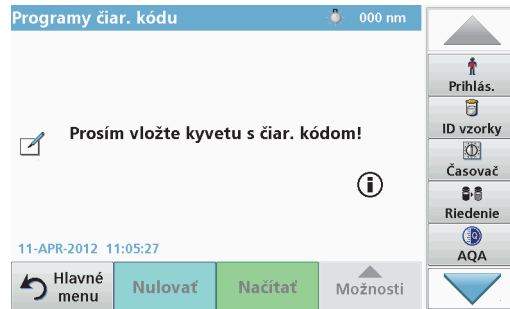 Programy čiar. kódu
000 nm
Prosím vložte kyvetu s čiar. kódom!
11-APR-2012 11:05:27
Hlavné
menu
Nulovať
Načítať
Možnosti
Prihlás.
ID vzorky
Časovač
Riedenie
AQA